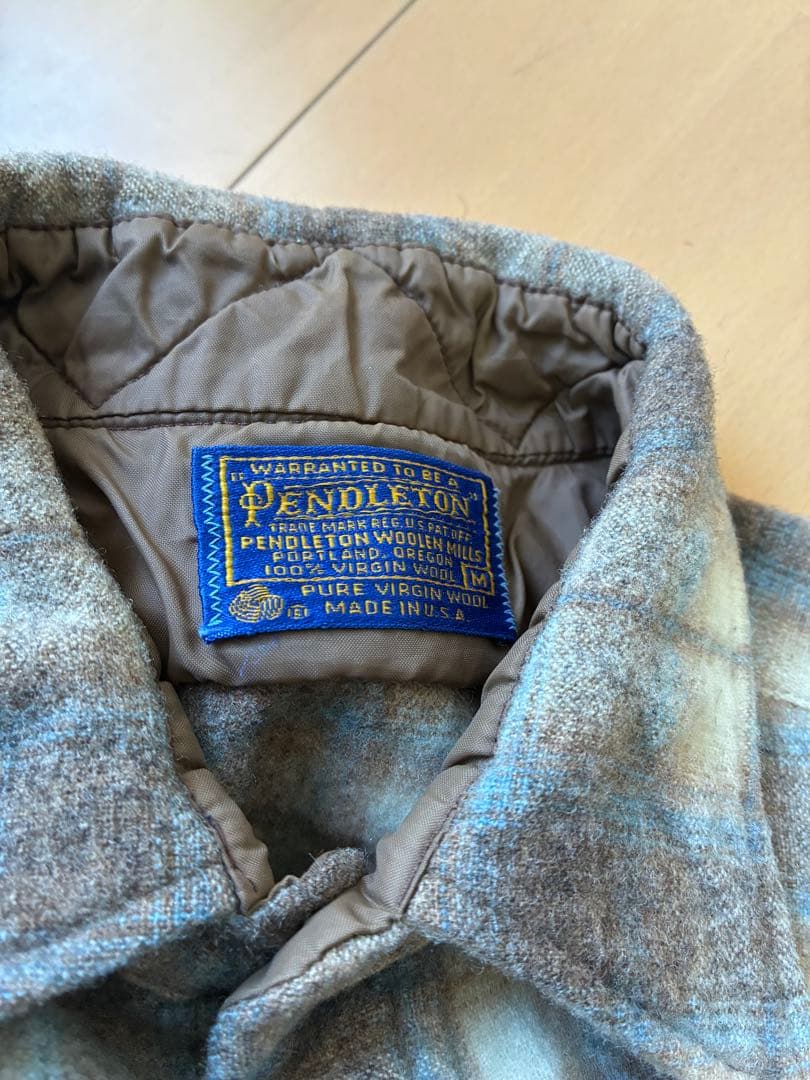 "WARRANTED TO BE A
PENDLETON"
TRADE MARK REG. U.S. PAT. OFF.
PENDLETON WOOLEN MILLS
PORTLAND, OREGON
100% VIRGIN WOOL M
PURE VIRGIN WOOL
MADE IN U.S.A.